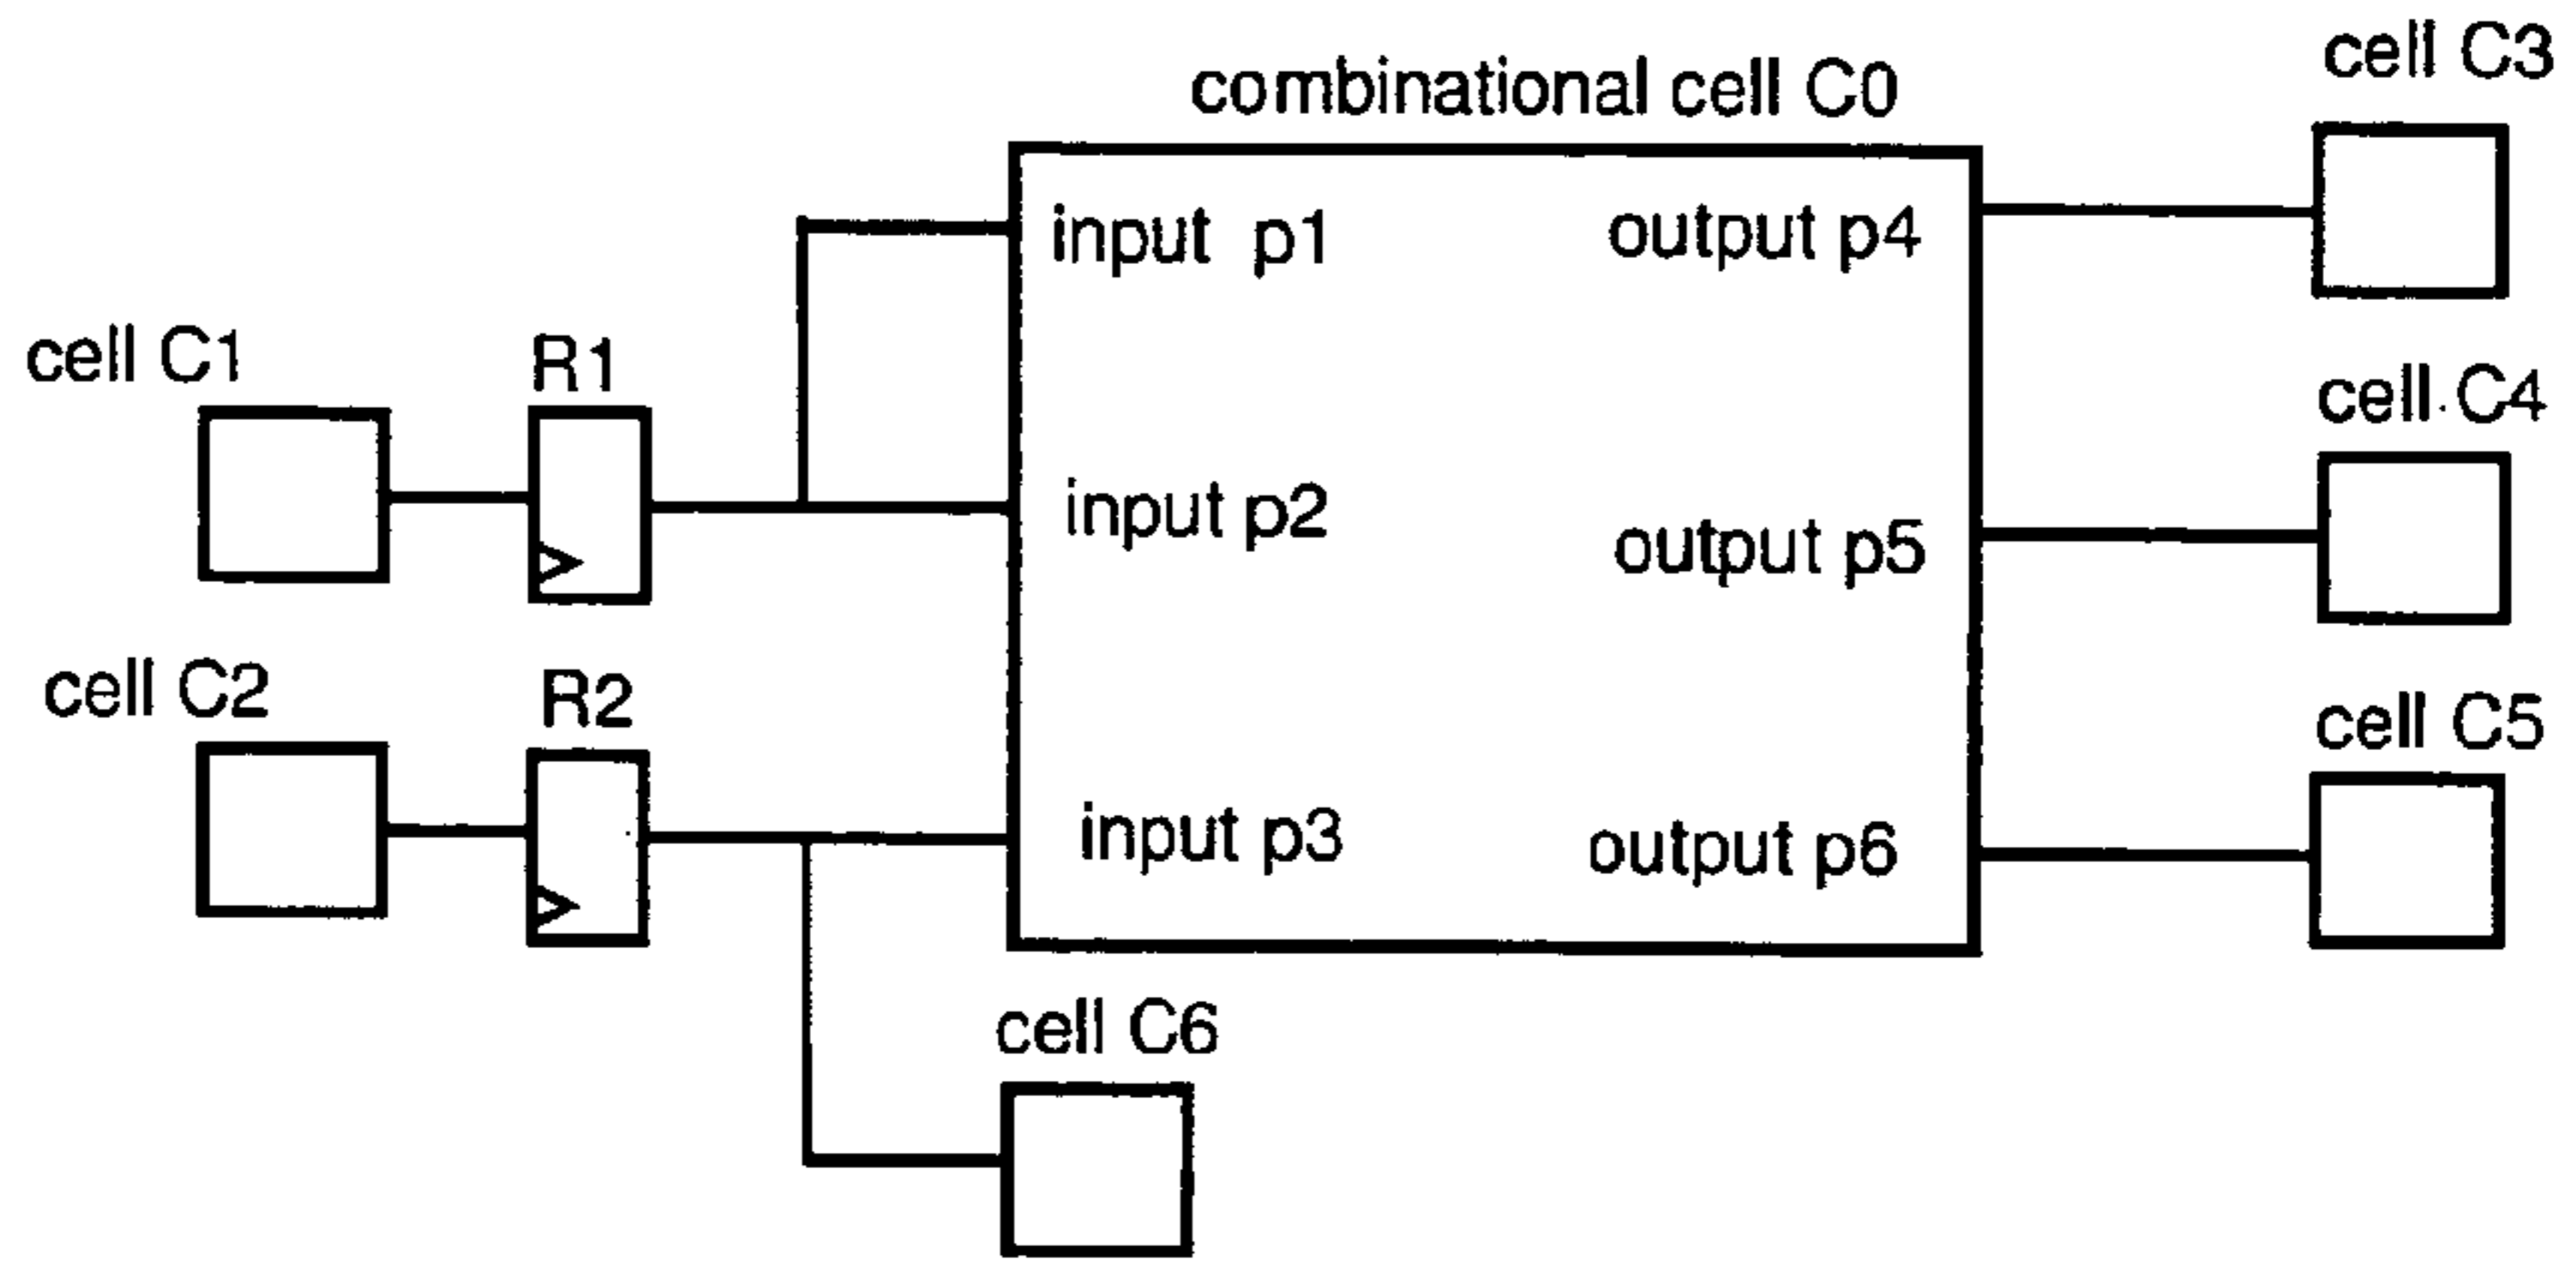 cell C3
combinational cell C0
input p1
output p4
cell C1
R1
cell C4
input p2
output p5
cell C2
R2
cell C5
input p3
output p6
cell C6